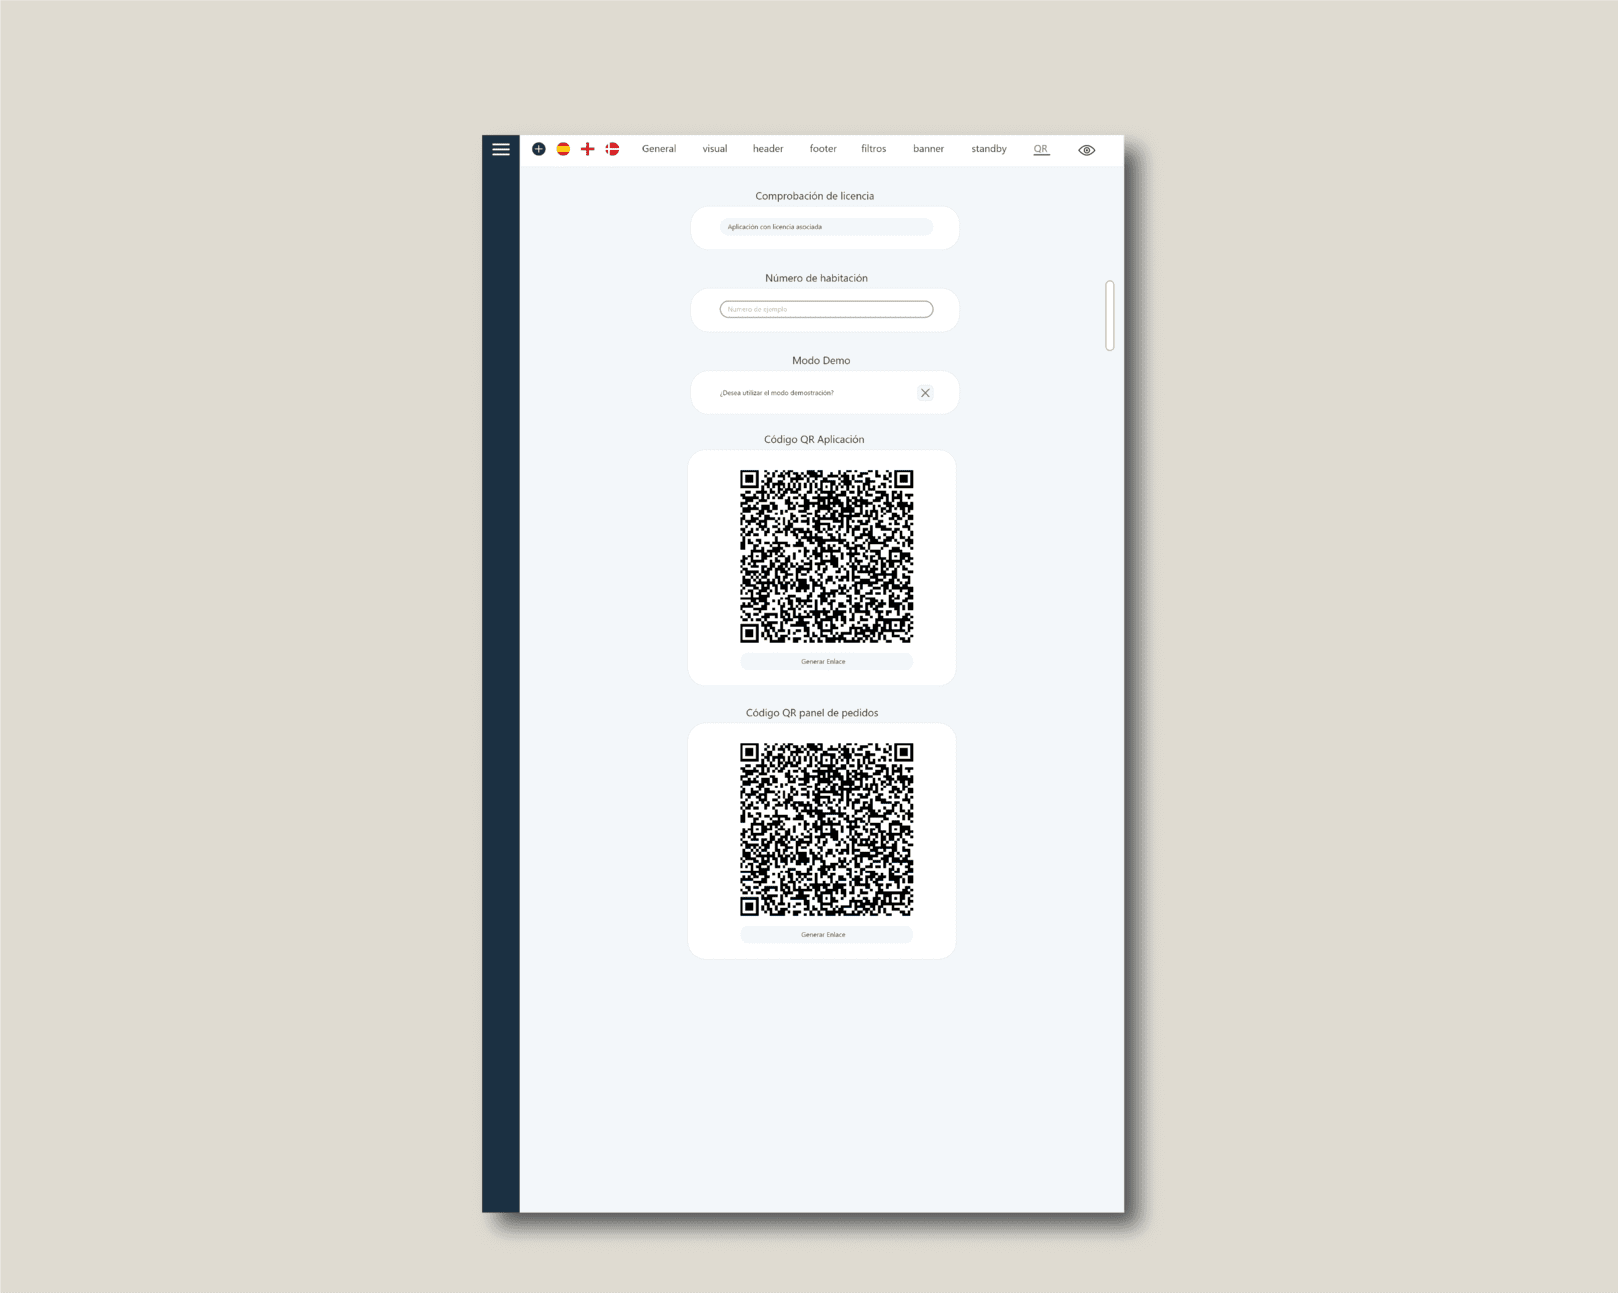 General visual header footer filtros banner standby QR
Comprobación de licencia
Aplicación con licencia asociada
Número de habitación
Numero de ejemplo
Modo Demo
¿Desea utilizar el modo demostración?
Código QR Aplicación
Generar Enlace
Código QR panel de pedidos
Generar Enlace